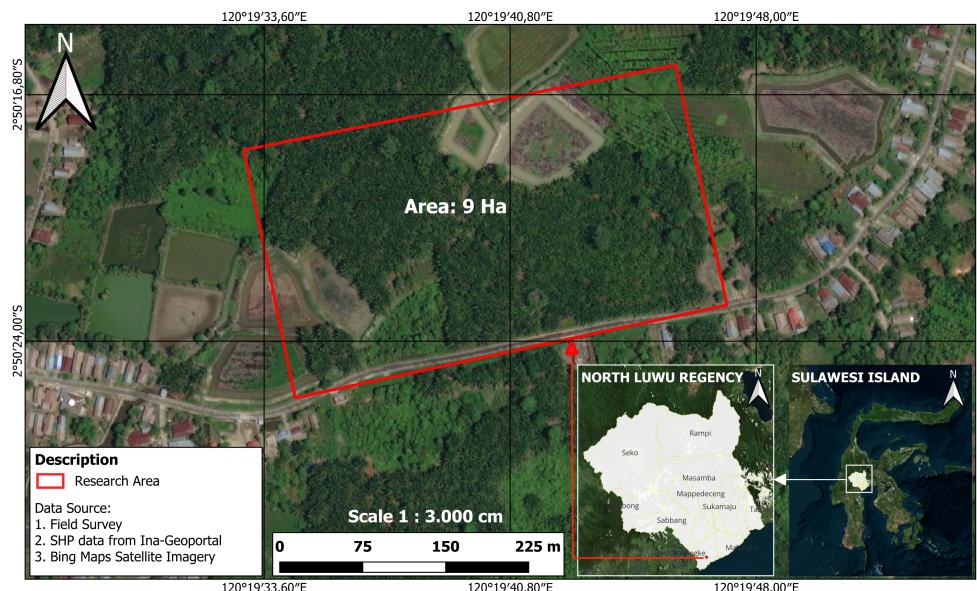 120°19′33,60″E 120°19′40,80″E 120°19′48,00″E
N
2°50′16,80″S
Area: 9 Ha
2°50′24,00″S
NORTH LUWU REGENCY
N
SULAWESI ISLAND
N
Rampi
Seko
Masamba
Mappedeceng
bong
Sukamaju
Ta
Sabbang
Description
Research Area
Data Source:
1. Field Survey
2. SHP data from Ina-Geoportal
3. Bing Maps Satellite Imagery
Scale 1 : 3.000 cm
0 75 150 225 m
120°19′33,60″E 120°19′40,80″E 120°19′48,00″E